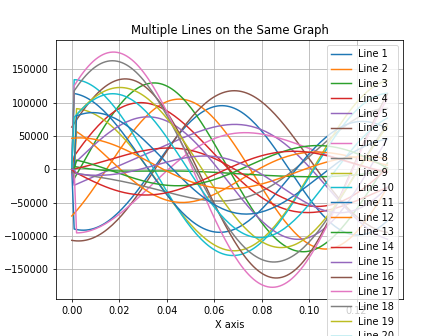 Multiple Lines on the Same Graph
150000
100000
50000
0
−50000
−100000
−150000
0.00
0.02
0.04
0.06
0.08
0.10
X axis
Line 1
Line 2
Line 3
Line 4
Line 5
Line 6
Line 7
Line 8
Line 9
Line 10
Line 11
Line 12
Line 13
Line 14
Line 15
Line 16
Line 17
Line 18
Line 19
Line 20